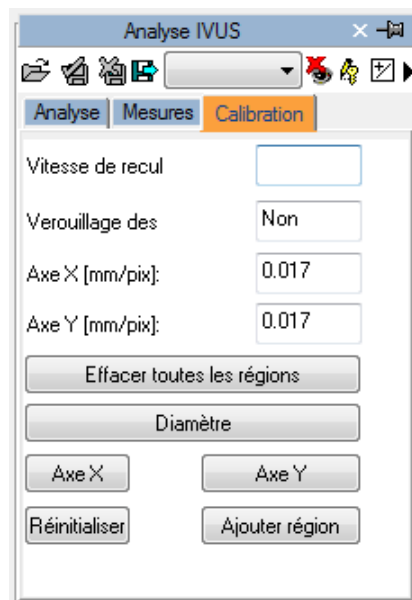 Analyse IVUS
Analyse Mesures Calibration
Vitesse de recul
Verouillage des Non
Axe X [mm/pix]: 0.017
Axe Y [mm/pix]: 0.017
Effacer toutes les régions
Diamètre
Axe X Axe Y
Réinitialiser Ajouter région